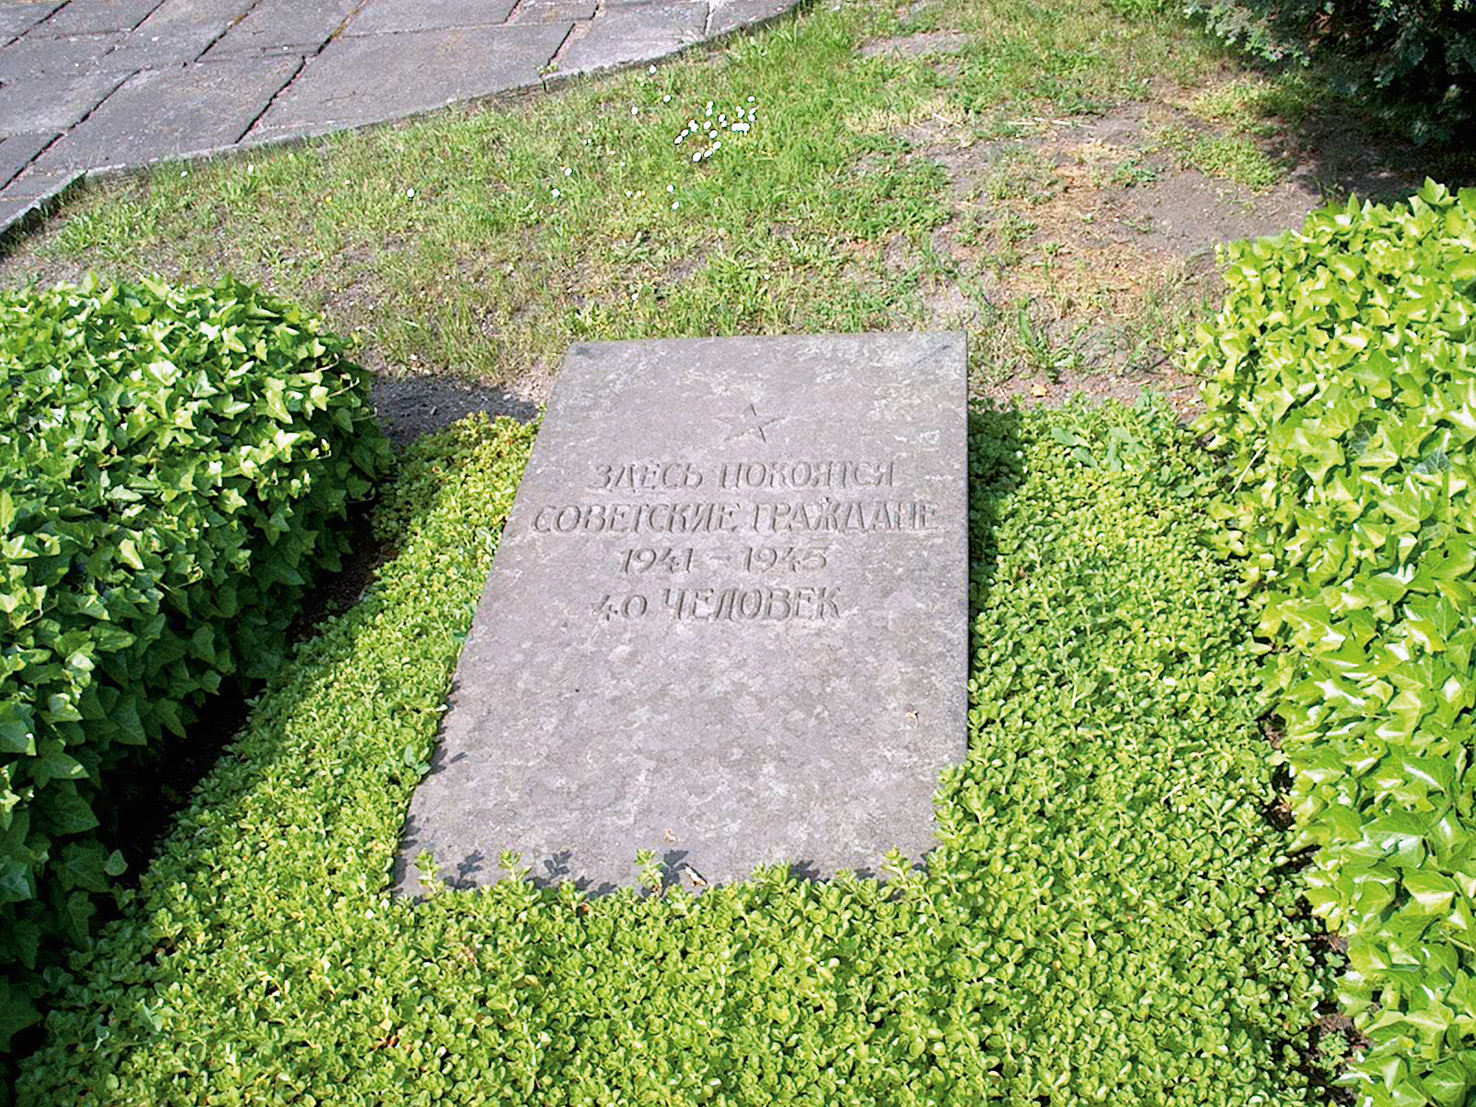 ЗДЕСЬ ПОКОЯТСЯ
СОВЕТСКИЕ ГРАЖДАНЕ
1941 – 1945
40 ЧЕЛОВЕК